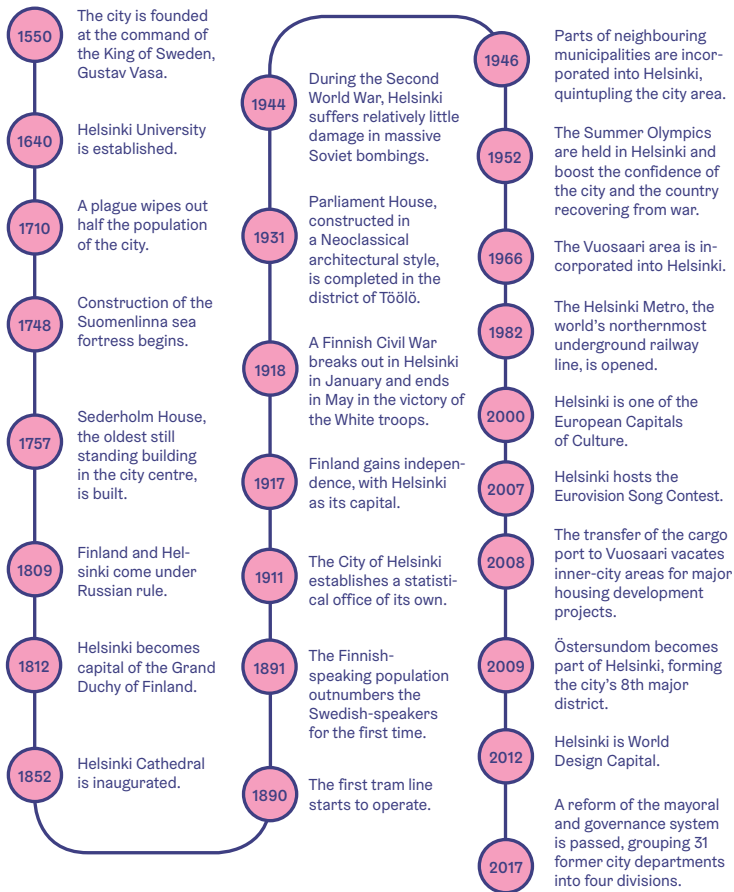 1550
The city is founded
at the command of
the King of Sweden,
Gustav Vasa.
1640
Helsinki University
is established.
1710
A plague wipes out
half the population
of the city.
1748
Construction of the
Suomenlinna sea
fortress begins.
1757
Sederholm House,
the oldest still
standing building
in the city centre,
is built.
1809
Finland and Hel-
sinki come under
Russian rule.
1812
Helsinki becomes
capital of the Grand
Duchy of Finland.
1852
Helsinki Cathedral
is inaugurated.
1890
The first tram line
starts to operate.
1891
The Finnish-
speaking population
outnumbers the
Swedish-speakers
for the first time.
1911
The City of Helsinki
establishes a statisti-
cal office of its own.
1917
Finland gains indepen-
dence, with Helsinki
as its capital.
1918
A Finnish Civil War
breaks out in Helsinki
in January and ends
in May in the victory of
the White troops.
1931
Parliament House,
constructed in
a Neoclassical
architectural style,
is completed in the
district of Töölö.
1944
During the Second
World War, Helsinki
suffers relatively little
damage in massive
Soviet bombings.
1946
Parts of neighbouring
municipalities are incor-
porated into Helsinki,
quintupling the city area.
1952
The Summer Olympics
are held in Helsinki and
boost the confidence of
the city and the country
recovering from war.
1966
The Vuosaari area is in-
corporated into Helsinki.
1982
The Helsinki Metro, the
world's northernmost
underground railway
line, is opened.
2000
Helsinki is one of the
European Capitals
of Culture.
2007
Helsinki hosts the
Eurovision Song Contest.
2008
The transfer of the cargo
port to Vuosaari vacates
inner-city areas for major
housing development
projects.
2009
Östersundom becomes
part of Helsinki, forming
the city's 8th major
district.
2012
Helsinki is World
Design Capital.
2017
A reform of the mayoral
and governance system
is passed, grouping 31
former city departments
into four divisions.